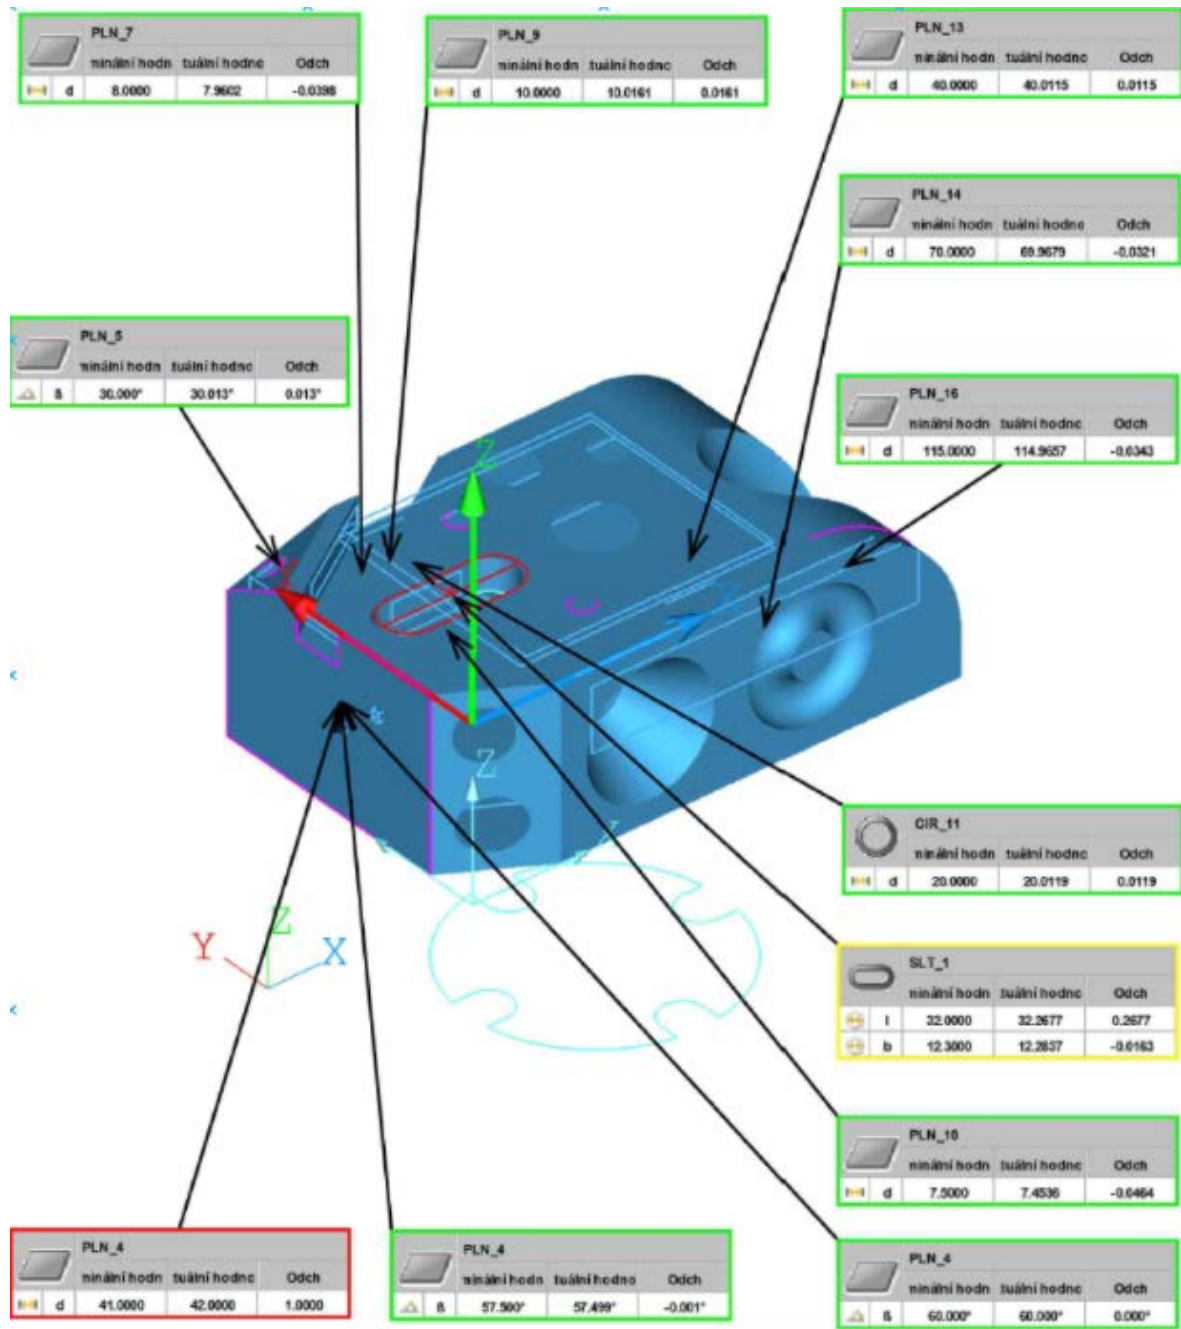 PLN_7
minální hodn tuální hodno Odch
d 8.0000 7.9602 -0.0398
PLN_9
minální hodn tuální hodno Odch
d 10.0000 10.0161 0.0161
PLN_13
minální hodn tuální hodno Odch
d 40.0000 40.0115 0.0115
PLN_14
minální hodn tuální hodno Odch
d 70.0000 69.9679 -0.0321
PLN_5
minální hodn tuální hodno Odch
ß 30.000° 30.013° 0.013°
PLN_16
minální hodn tuální hodno Odch
d 115.0000 114.9657 -0.0343
Z
Z
Y
Z
X
CIR_11
minální hodn tuální hodno Odch
d 20.0000 20.0119 0.0119
SLT_1
minální hodn tuální hodno Odch
l 32.0000 32.2677 0.2677
b 12.3000 12.2837 -0.0163
PLN_10
minální hodn tuální hodno Odch
d 7.5000 7.4536 -0.0464
PLN_4
minální hodn tuální hodno Odch
d 41.0000 42.0000 1.0000
PLN_4
minální hodn tuální hodno Odch
ß 57.500° 57.499° -0.001°
PLN_4
minální hodn tuální hodno Odch
ß 60.000° 60.000° 0.000°